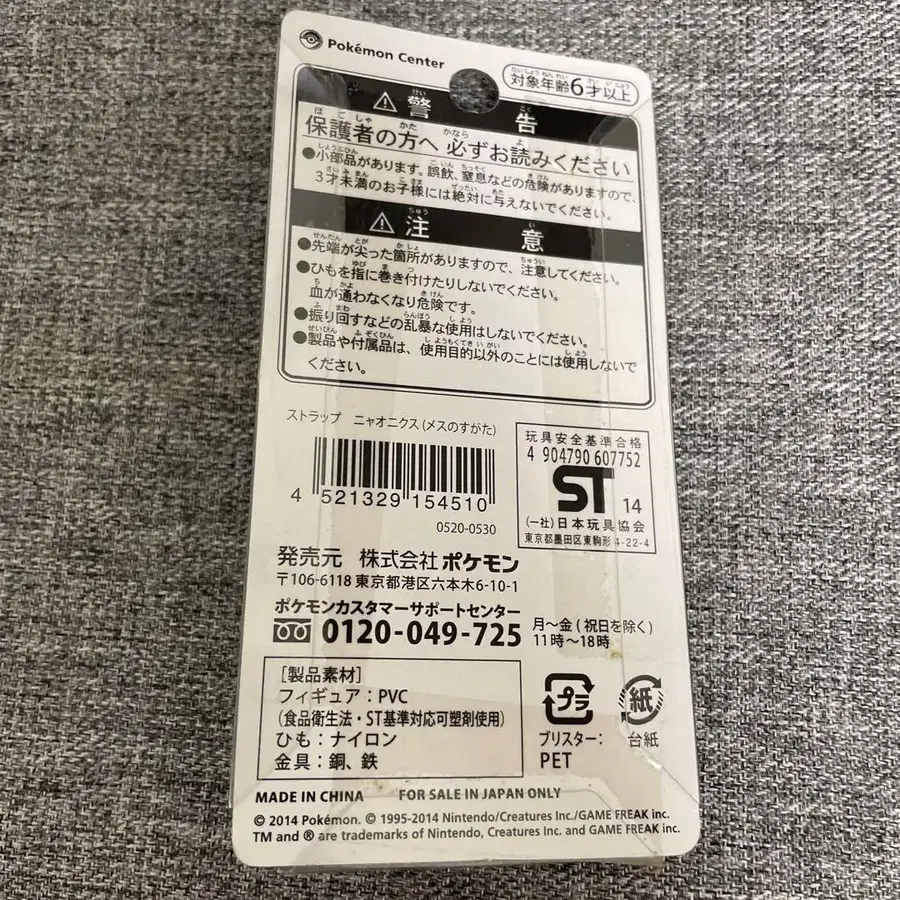 Pokémon Center
対象年齢6才以上
警告
保護者の方へ 必ずお読みください
●小部品があります。誤飲、窒息などの危険がありますので、
3才未満のお子様には絶対に与えないでください。
注意
●先端が尖った箇所がありますので、注意してください。
●ひもを指に巻き付けたりしないでください。
血が通わなくなり危険です。
●振り回すなどの乱暴な使用はしないでください。
●製品や付属品は、使用目的以外のことには使用しないで
ください。
ストラップ ニャオニクス(メスのすがた)
4 521329 154510
0520-0530
玩具安全基準合格
4 904790 607752
ST 14
(一社)日本玩具協会
東京都墨田区東駒形 4-22-4
発売元 株式会社ポケモン
〒106-6118 東京都港区六本木6-10-1
ポケモンカスタマーサポートセンター
0120-049-725
月～金(祝日を除く)
11時～18時
[製品素材]
フィギュア：PVC
(食品衛生法・ST基準対応可塑剤使用)
ひも：ナイロン
金具：銅、鉄
プラ
ブリスター：
PET
紙
台紙
MADE IN CHINA FOR SALE IN JAPAN ONLY
© 2014 Pokémon. © 1995-2014 Nintendo/Creatures Inc./GAME FREAK inc.
TM and ® are trademarks of Nintendo, Creatures Inc. and GAME FREAK inc.